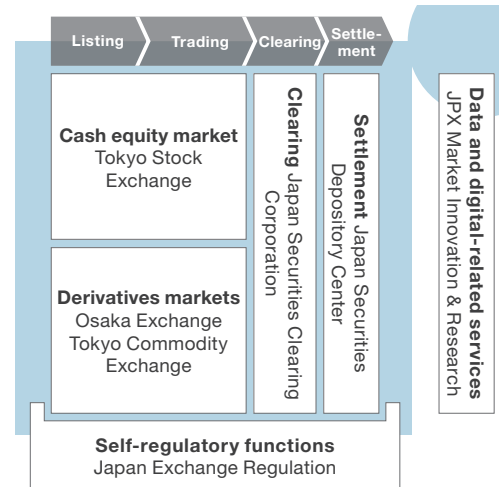 Listing
Trading
Clearing
Settle-
ment
Cash equity market
Tokyo Stock
Exchange
Derivatives markets
Osaka Exchange
Tokyo Commodity
Exchange
Clearing Japan Securities Clearing
Corporation
Settlement Japan Securities
Depository Center
Data and digital-related services
JPX Market Innovation & Research
Self-regulatory functions
Japan Exchange Regulation